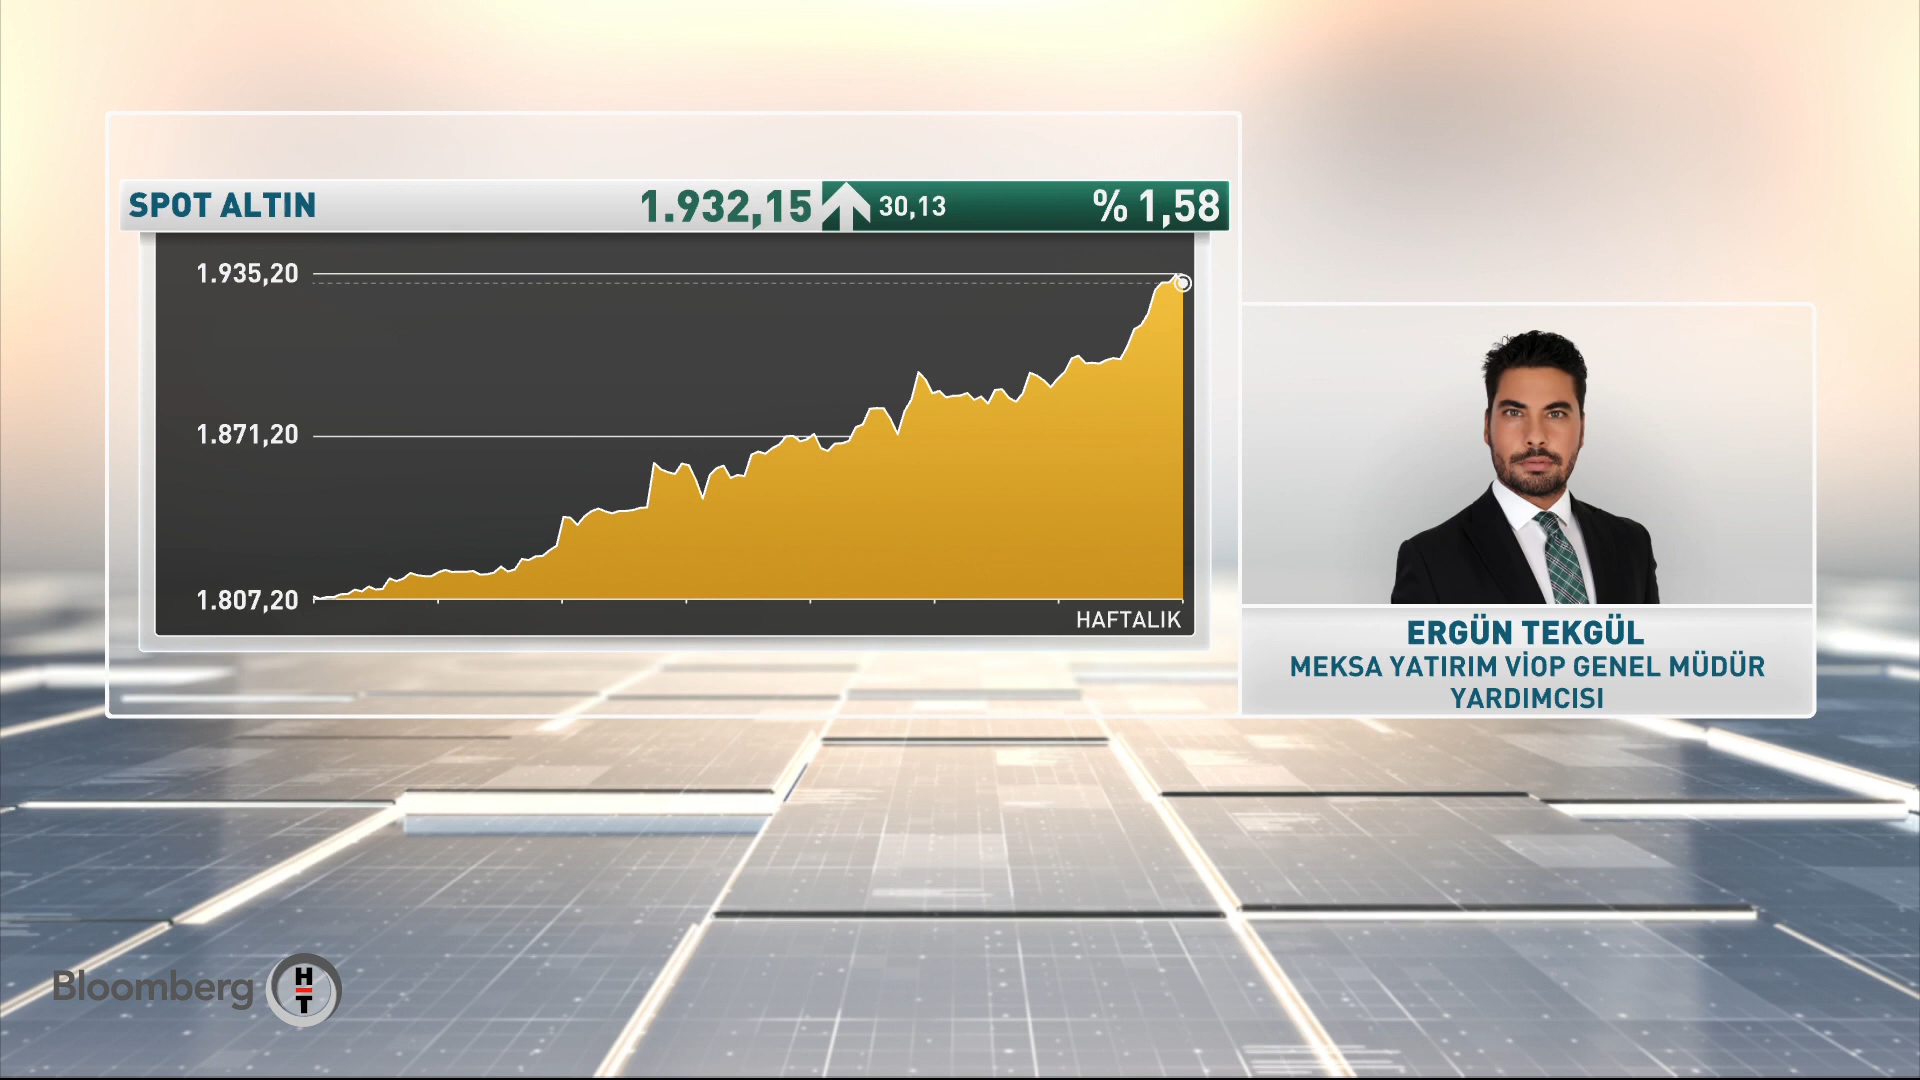 SPOT ALTIN 1.932,15 30,13 % 1,58
1.935,20
1.871,20
1.807,20
HAFTALIK
ERGÜN TEKGÜL
MEKSA YATIRIM VİOP GENEL MÜDÜR
YARDIMCISI
Bloomberg HT